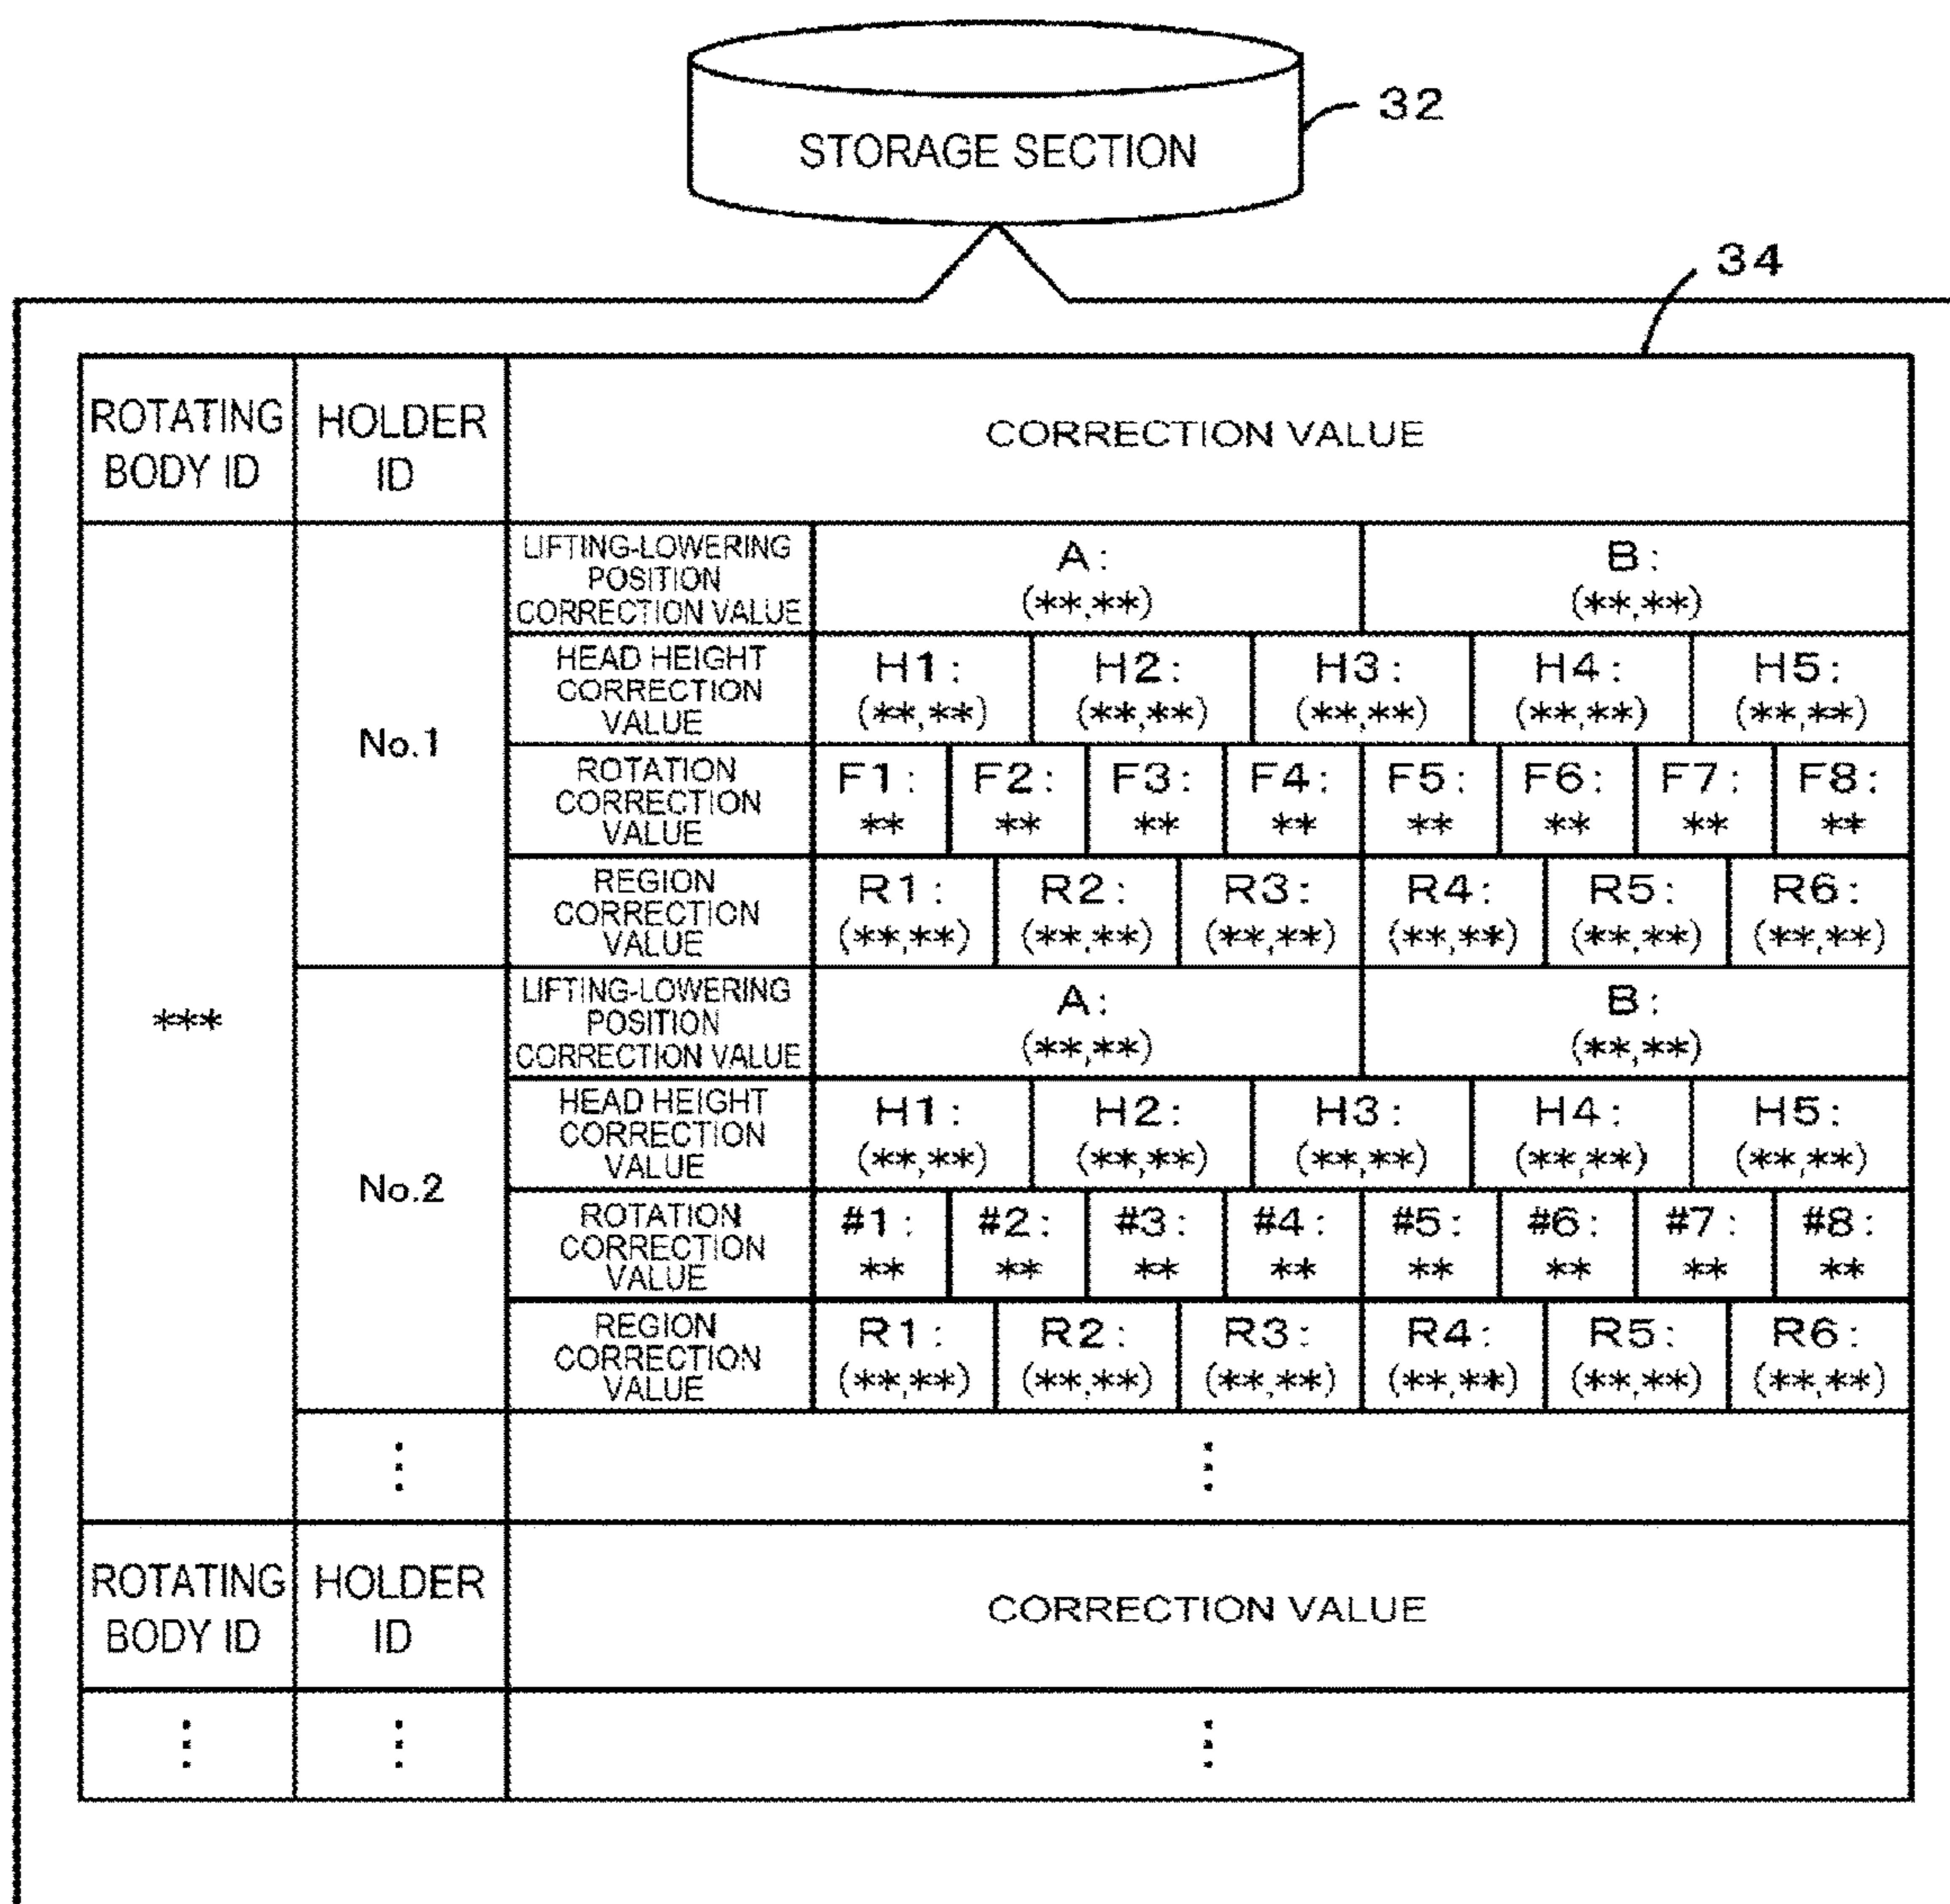 32
STORAGE SECTION
34
ROTATING
BODY ID
HOLDER
ID
CORRECTION VALUE
***
No.1
LIFTING-LOWERING
POSITION
CORRECTION VALUE
A:
(**,**)
B:
(**,**)
HEAD HEIGHT
CORRECTION
VALUE
H1:
(**,**)
H2:
(**,**)
H3:
(**,**)
H4:
(**,**)
H5:
(**,**)
ROTATION
CORRECTION
VALUE
F1:
**
F2:
**
F3:
**
F4:
**
F5:
**
F6:
**
F7:
**
F8:
**
REGION
CORRECTION
VALUE
R1:
(**,**)
R2:
(**,**)
R3:
(**,**)
R4:
(**,**)
R5:
(**,**)
R6:
(**,**)
No.2
LIFTING-LOWERING
POSITION
CORRECTION VALUE
A:
(**,**)
B:
(**,**)
HEAD HEIGHT
CORRECTION
VALUE
H1:
(**,**)
H2:
(**,**)
H3:
(**,**)
H4:
(**,**)
H5:
(**,**)
ROTATION
CORRECTION
VALUE
#1:
**
#2:
**
#3:
**
#4:
**
#5:
**
#6:
**
#7:
**
#8:
**
REGION
CORRECTION
VALUE
R1:
(**,**)
R2:
(**,**)
R3:
(**,**)
R4:
(**,**)
R5:
(**,**)
R6:
(**,**)
⋮
⋮
ROTATING
BODY ID
HOLDER
ID
CORRECTION VALUE
⋮
⋮
⋮